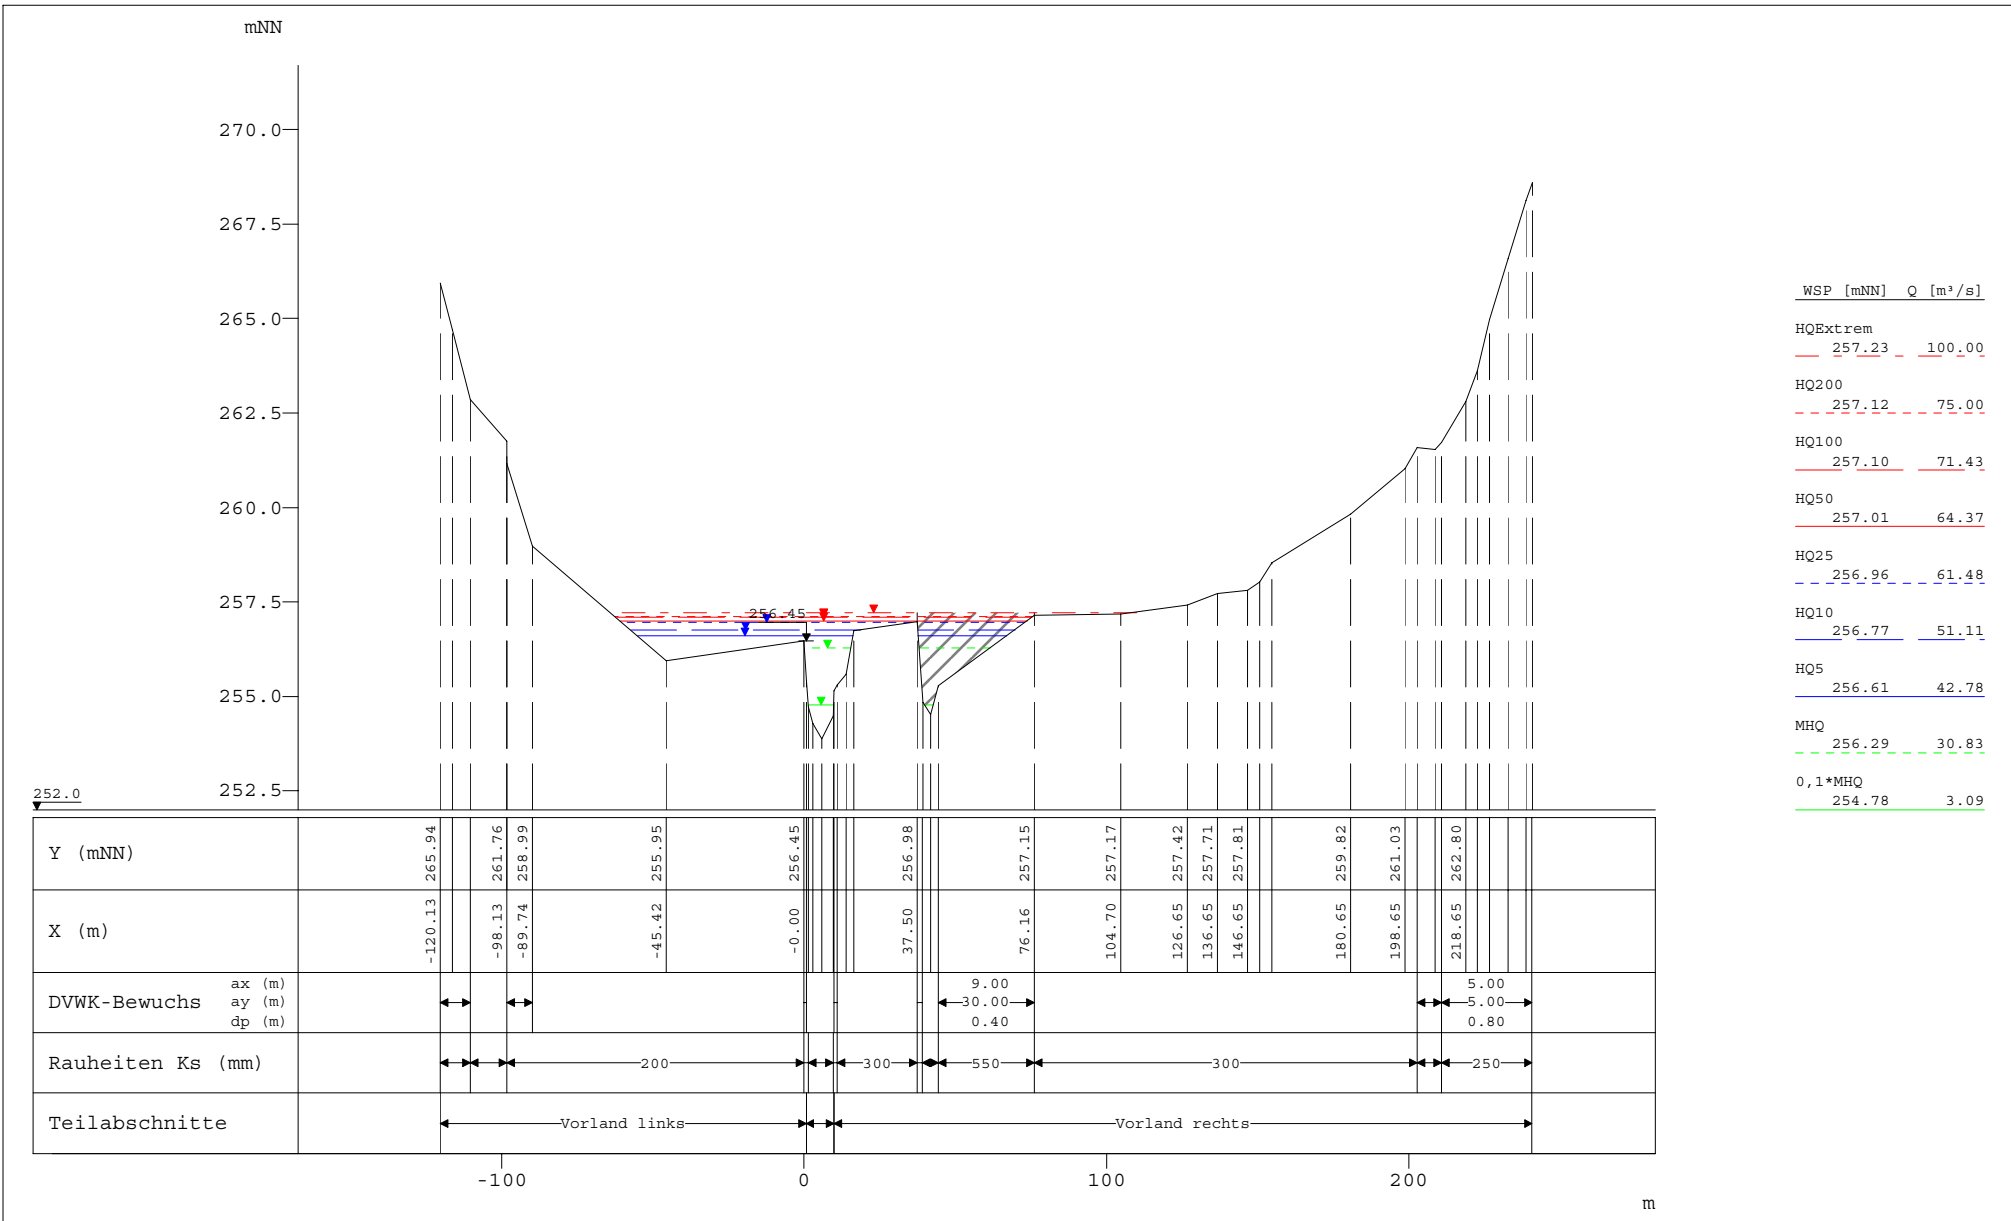 mNN
270.0
267.5
265.0
262.5
260.0
257.5
255.0
252.5
252.0
256.45
WSP [mNN] Q [m³/s]
HQExtrem
257.23 100.00
HQ200
257.12 75.00
HQ100
257.10 71.43
HQ50
257.01 64.37
HQ25
256.96 61.48
HQ10
256.77 51.11
HQ5
256.61 42.78
MHQ
256.29 30.83
0,1*MHQ
254.78 3.09
Y (mNN) 265.94 261.76 258.99 255.95 256.45 256.98 257.15 257.17 257.42 257.71 257.81 259.82 261.03 262.80
X (m) -120.13 -98.13 -89.74 -45.42 -0.00 37.50 76.16 104.70 126.65 136.65 146.65 180.65 198.65 218.65
DVWK-Bewuchs
ax (m) 9.00 5.00
ay (m) 30.00 5.00
dp (m) 0.40 0.80
Rauheiten Ks (mm) 200 300 550 300 250
Teilabschnitte Vorland links Vorland rechts
-100 0 100 200
m